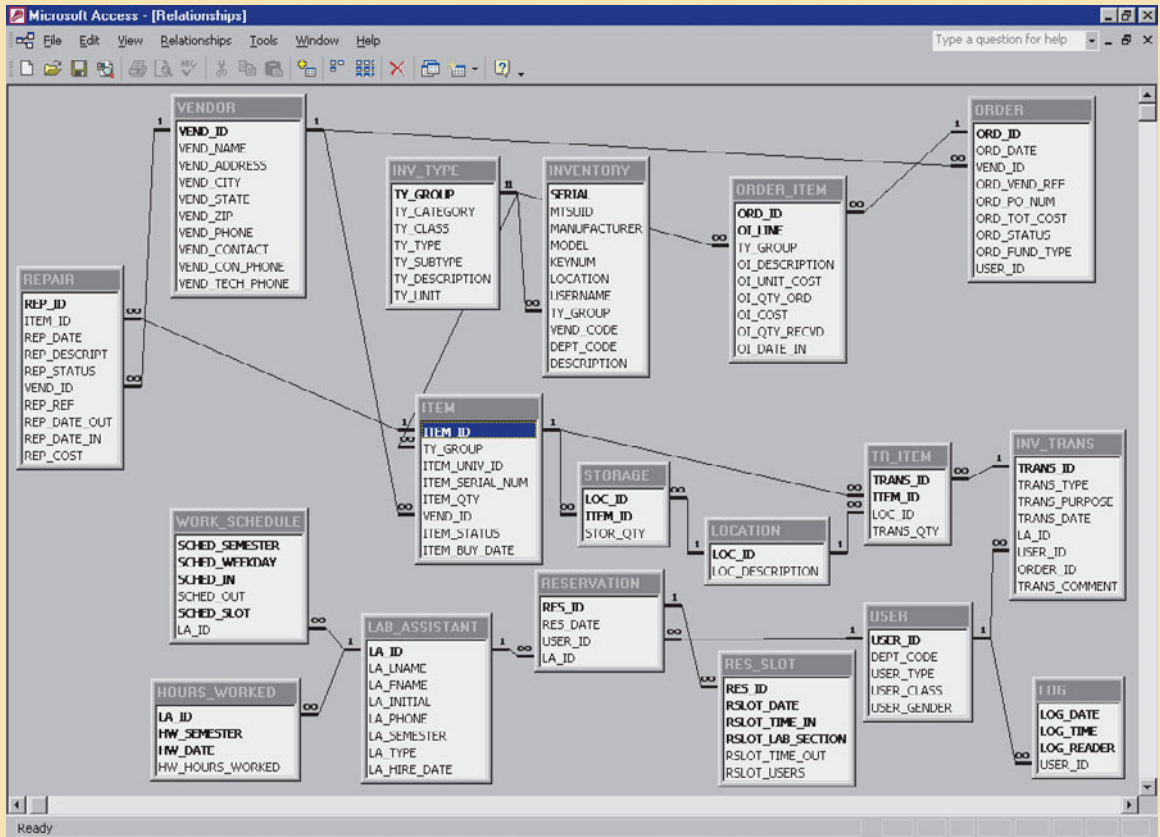 Microsoft Access - [Relationships]
File Edit View Relationships Tools Window Help
Type a question for help
VENDOR
VEND_ID
VEND_NAME
VEND_ADDRESS
VEND_CITY
VEND_STATE
VEND_ZIP
VEND_PHONE
VEND_CONTACT
VEND_CON_PHONE
VEND_TECH_PHONE
INV_TYPE
TY_GROUP
TY_CATEGORY
TY_CLASS
TY_TYPE
TY_SUBTYPE
TY_DESCRIPTION
TY_UNIT
INVENTORY
SERIAL
MTSUID
MANUFACTURER
MODEL
KEYNUM
LOCATION
USERNAME
TY_GROUP
VEND_CODE
DEPT_CODE
DESCRIPTION
ORDER_ITEM
ORD_ID
OI_LINE
TY_GROUP
OI_DESCRIPTION
OI_UNIT_COST
OI_QTY_ORD
OI_COST
OI_QTY_RECVD
OI_DATE_IN
ORDER
ORD_ID
ORD_DATE
VEND_ID
ORD_VEND_REF
ORD_PO_NUM
ORD_TOT_COST
ORD_STATUS
ORD_FUND_TYPE
USER_ID
REPAIR
REP_ID
ITEM_ID
REP_DATE
REP_DESCRIPT
REP_STATUS
VEND_ID
REP_REF
REP_DATE_OUT
REP_DATE_IN
REP_COST
ITEM
ITEM_ID
TY_GROUP
ITEM_UNIV_ID
ITEM_SERIAL_NUM
ITEM_QTY
VEND_ID
ITEM_STATUS
ITEM_BUY_DATE
STORAGE
LOC_ID
ITEM_ID
STOR_QTY
LOCATION
LOC_ID
LOC_DESCRIPTION
TR_ITEM
TRANS_ID
ITEM_ID
LOC_ID
TRANS_QTY
INV_TRANS
TRANS_ID
TRANS_TYPE
TRANS_PURPOSE
TRANS_DATE
LA_ID
USER_ID
ORDER_ID
TRANS_COMMENT
WORK_SCHEDULE
SCHED_SEMESTER
SCHED_WEEKDAY
SCHED_IN
SCHED_OUT
SCHED_SLOT
LA_ID
HOURS_WORKED
LA_ID
HW_SEMESTER
HW_DATE
HW_HOURS_WORKED
LAB_ASSISTANT
LA_ID
LA_LNAME
LA_FNAME
LA_INITIAL
LA_PHONE
LA_SEMESTER
LA_TYPE
LA_HIRE_DATE
RESERVATION
RES_ID
RES_DATE
USER_ID
LA_ID
RES_SLOT
RES_ID
RSLOT_DATE
RSLOT_TIME_IN
RSLOT_LAB_SECTION
RSLOT_TIME_OUT
RSLOT_USERS
USER
USER_ID
DEPT_CODE
USER_TYPE
USER_CLASS
USER_GENDER
LOG
LOG_DATE
LOG_TIME
LOG_READER
USER_ID
Ready